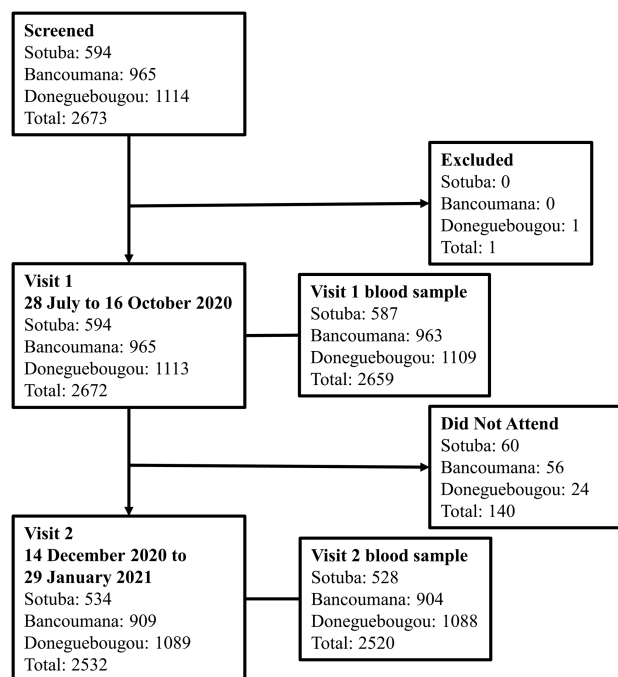 Screened
Sotuba: 594
Bancoumana: 965
Doneguebougou: 1114
Total: 2673
Excluded
Sotuba: 0
Bancoumana: 0
Doneguebougou: 1
Total: 1
Visit 1
28 July to 16 October 2020
Sotuba: 594
Bancoumana: 965
Doneguebougou: 1113
Total: 2672
Visit 1 blood sample
Sotuba: 587
Bancoumana: 963
Doneguebougou: 1109
Total: 2659
Did Not Attend
Sotuba: 60
Bancoumana: 56
Doneguebougou: 24
Total: 140
Visit 2
14 December 2020 to
29 January 2021
Sotuba: 534
Bancoumana: 909
Doneguebougou: 1089
Total: 2532
Visit 2 blood sample
Sotuba: 528
Bancoumana: 904
Doneguebougou: 1088
Total: 2520